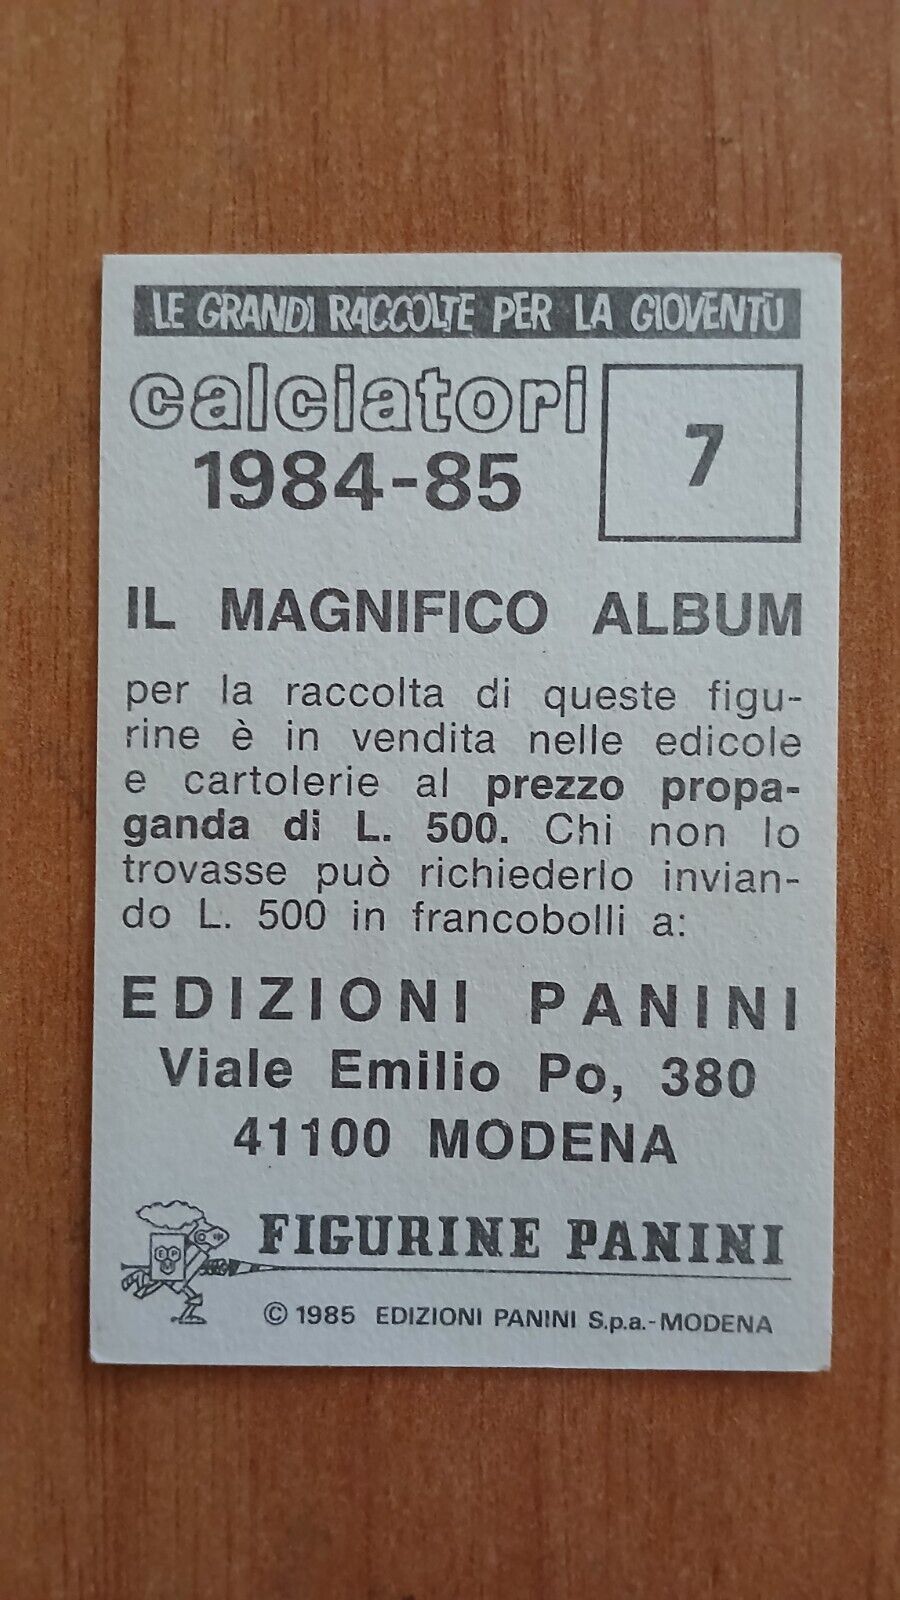 LE GRANDI RACCOLTE PER LA GIOVENTÙ
calciatori
1984-85
7
IL MAGNIFICO ALBUM
per la raccolta di queste figu-
rine è in vendita nelle edicole
e cartolerie al prezzo propa-
ganda di L. 500. Chi non lo
trovasse può richiederlo invian-
do L. 500 in francobolli a:
EDIZIONI PANINI
Viale Emilio Po, 380
41100 MODENA
FIGURINE PANINI
© 1985 EDIZIONI PANINI S.p.a.-MODENA